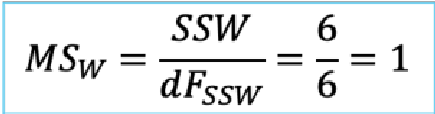 MS_W = SSW / dF_SSW = 6 / 6 = 1